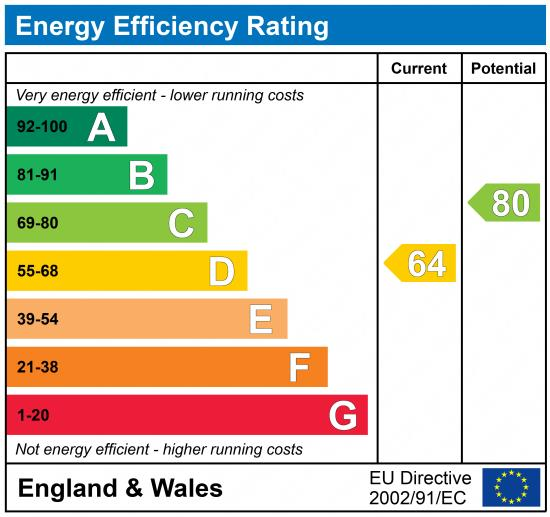 Energy Efficiency Rating
Current Potential
Very energy efficient - lower running costs
92-100 A
81-91 B
69-80 C
80
55-68 D
64
39-54 E
21-38 F
1-20 G
Not energy efficient - higher running costs
England & Wales
EU Directive
2002/91/EC